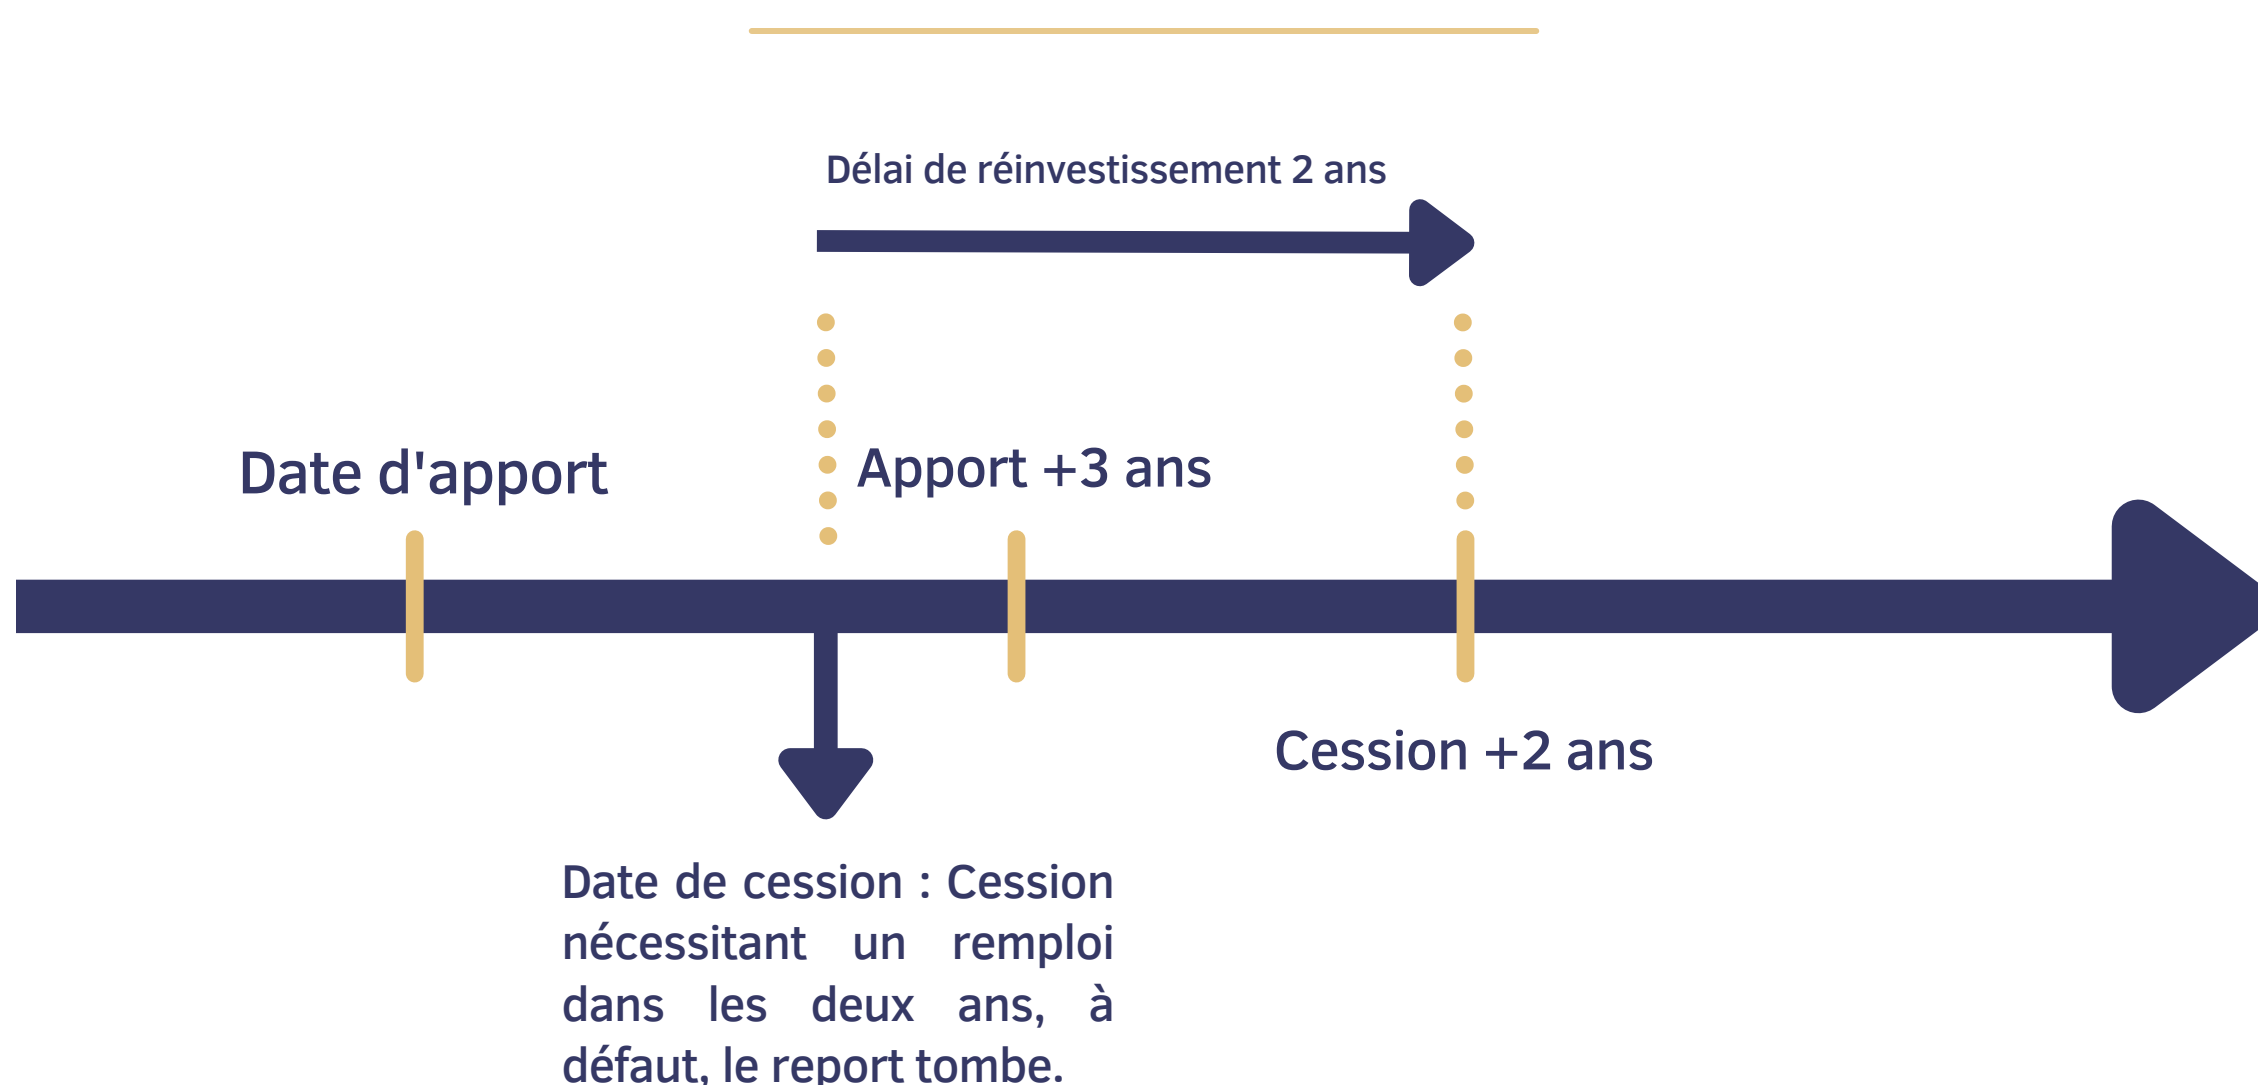 Délai de réinvestissement 2 ans
Date d'apport
Apport +3 ans
Cession +2 ans
Date de cession : Cession
nécessitant un remploi
dans les deux ans, à
défaut, le report tombe.